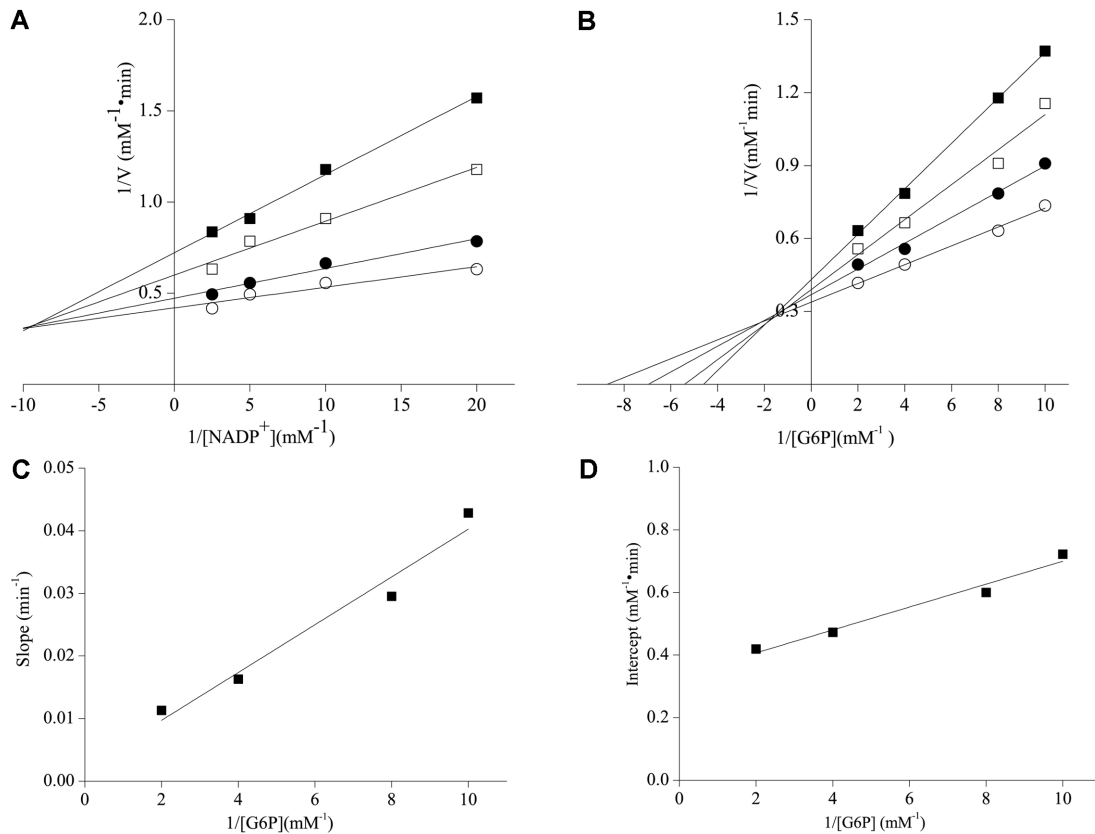 A
2.0
1.5
1.0
0.5
1/V (mM-1•min)
-10 -5 0 5 10 15 20
1/[NADP+](mM-1)
B
1.5
1.2
0.9
0.6
0.3
1/V(mM-1min)
-8 -6 -4 -2 0 2 4 6 8 10
1/[G6P](mM-1)
C
0.05
0.04
0.03
0.02
0.01
0.00
Slope (min-1)
0 2 4 6 8 10
1/[G6P](mM-1)
D
1.0
0.8
0.6
0.4
0.2
0.0
Intercept (mM-1•min)
0 2 4 6 8 10
1/[G6P] (mM-1)